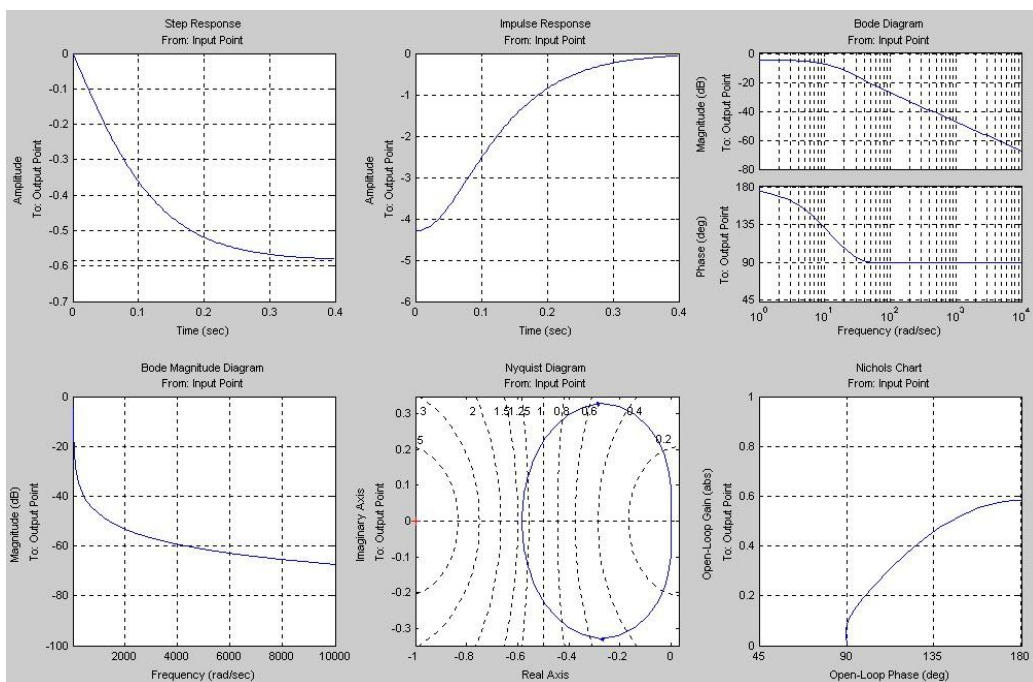 Step Response
From: Input Point
Amplitude
To: Output Point
0
-0.1
-0.2
-0.3
-0.4
-0.5
-0.6
-0.7
0 0.1 0.2 0.3 0.4
Time (sec)
Impulse Response
From: Input Point
Amplitude
To: Output Point
0
-1
-2
-3
-4
-5
-6
0 0.1 0.2 0.3 0.4
Time (sec)
Bode Diagram
From: Input Point
Magnitude (dB)
To: Output Point
0
-20
-40
-60
-80
Phase (deg)
To: Output Point
180
135
90
45
10^0 10^1 10^2 10^3 10^4
Frequency (rad/sec)
Bode Magnitude Diagram
From: Input Point
Magnitude (dB)
To: Output Point
0
-20
-40
-60
-80
-100
2000 4000 6000 8000 10000
Frequency (rad/sec)
Nyquist Diagram
From: Input Point
Imaginary Axis
To: Output Point
0.3
0.2
0.1
0
-0.1
-0.2
-0.3
3 2 1.5 1.25 1 0.8 0.6 0.4
5 0.2
-1 -0.8 -0.6 -0.4 -0.2 0
Real Axis
Nichols Chart
From: Input Point
Open-Loop Gain (abs)
To: Output Point
1
0.8
0.6
0.4
0.2
0
45 90 135 180
Open-Loop Phase (deg)